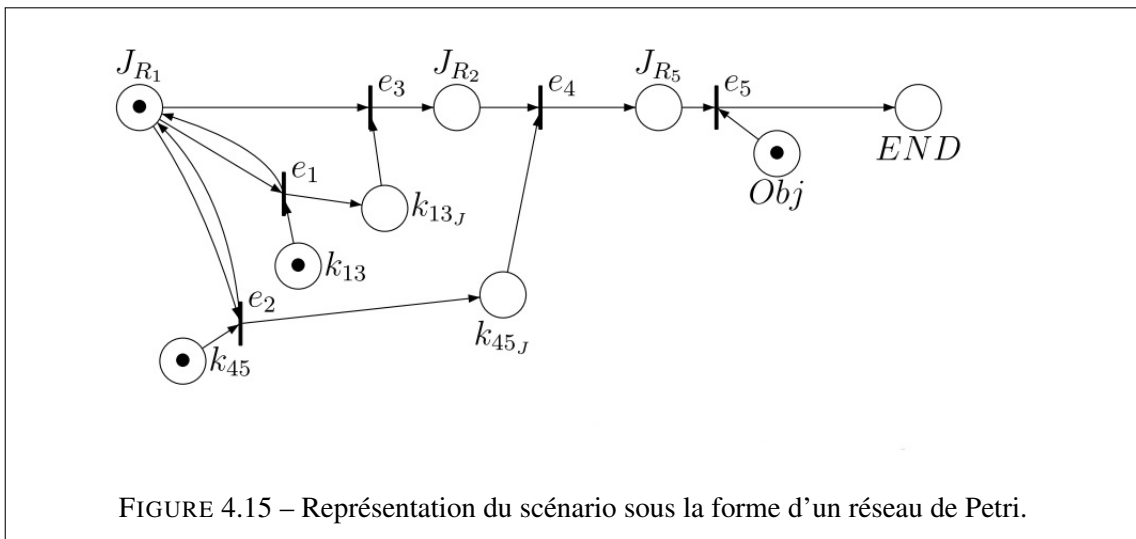 J_{R_1}
e_3
J_{R_2}
e_4
J_{R_5}
e_5
END
Obj
e_1
k_{13_J}
k_{13}
e_2
k_{45_J}
k_{45}
FIGURE 4.15 – Représentation du scénario sous la forme d’un réseau de Petri.